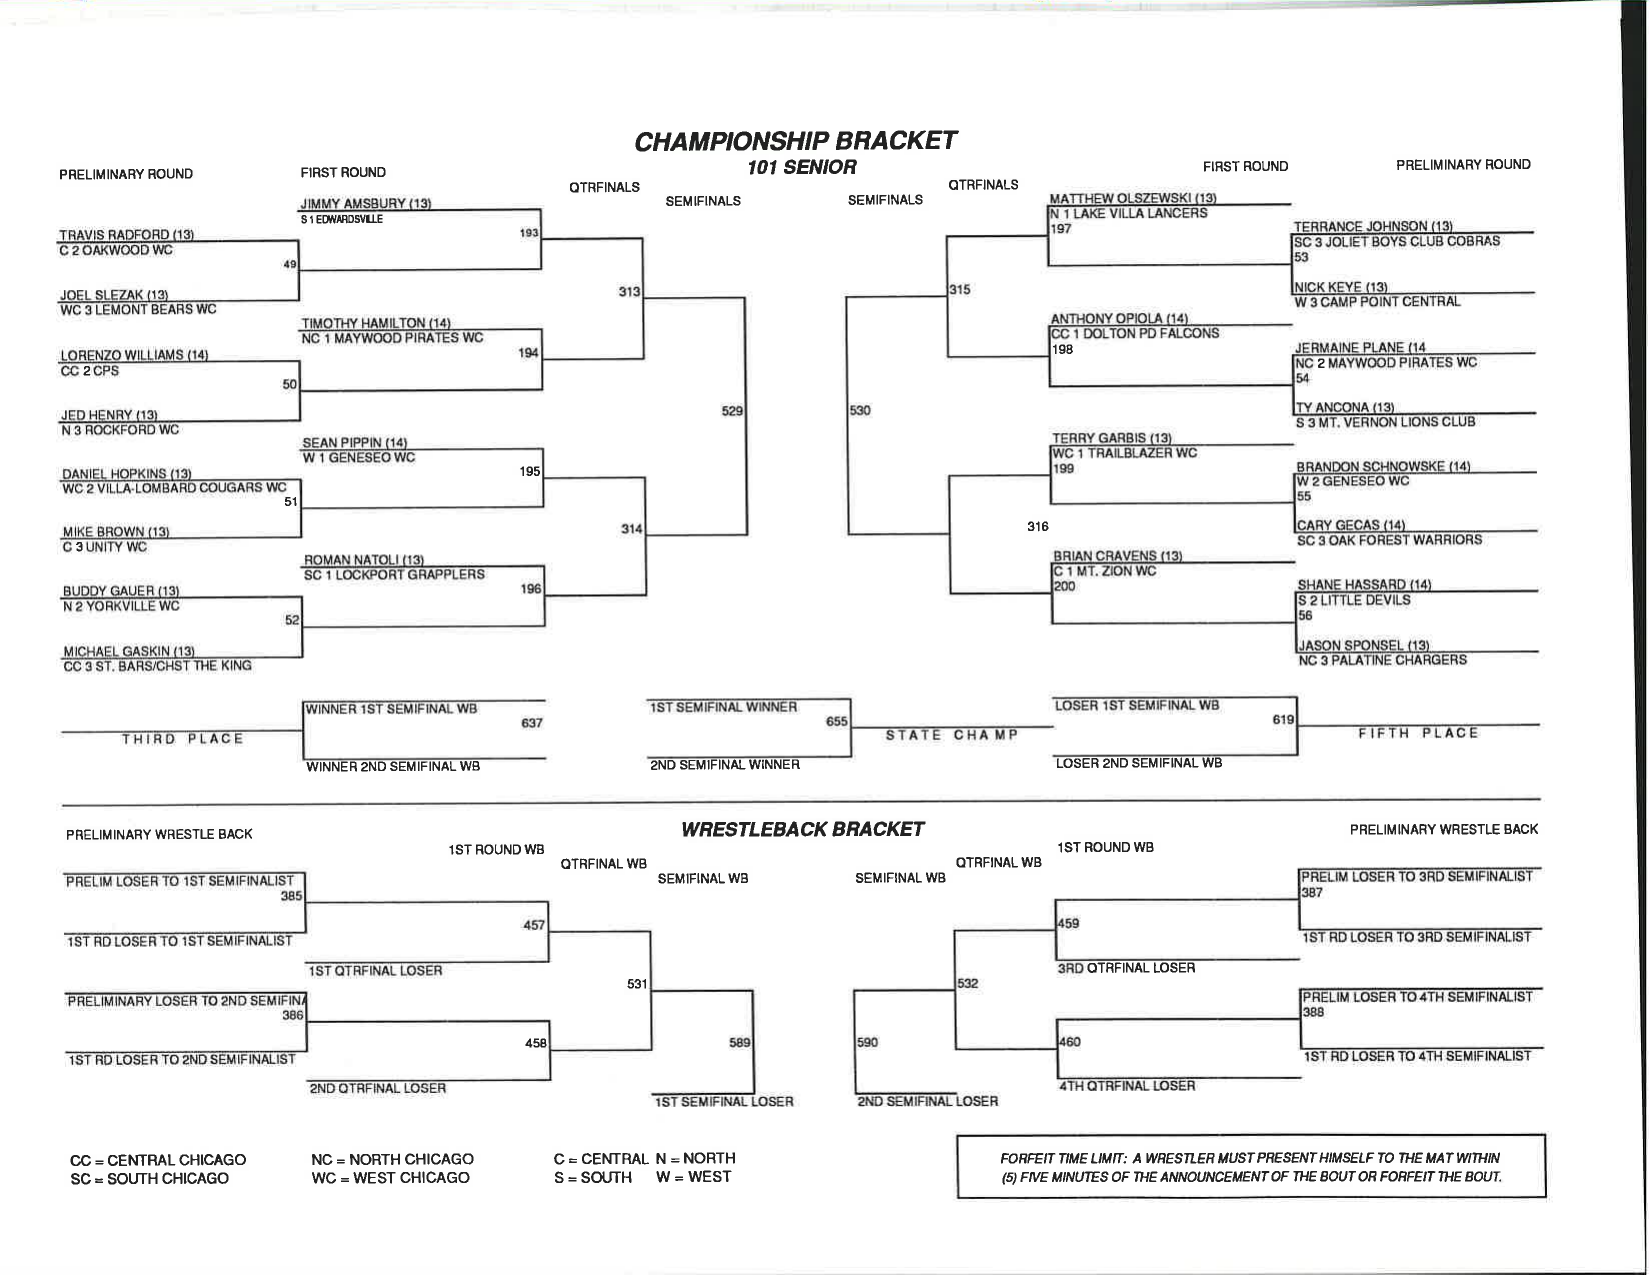 CHAMPIONSHIP BRACKET
101 SENIOR
PRELIMINARY ROUND
FIRST ROUND
QTRFINALS
SEMIFINALS
SEMIFINALS
QTRFINALS
FIRST ROUND
PRELIMINARY ROUND
JIMMY AMSBURY (13)
S 1 EDWARDSVILLE
193
TRAVIS RADFORD (13)
C 2 OAKWOOD WC
49
JOEL SLEZAK (13)
WC 3 LEMONT BEARS WC
313
TIMOTHY HAMILTON (14)
NC 1 MAYWOOD PIRATES WC
194
LORENZO WILLIAMS (14)
CC 2 CPS
50
JED HENRY (13)
N 3 ROCKFORD WC
529
SEAN PIPPIN (14)
W 1 GENESEO WC
195
DANIEL HOPKINS (13)
WC 2 VILLA-LOMBARD COUGARS WC
51
MIKE BROWN (13)
C 3 UNITY WC
314
ROMAN NATOLI (13)
SC 1 LOCKPORT GRAPPLERS
196
BUDDY GAUER (13)
N 2 YORKVILLE WC
52
MICHAEL GASKIN (13)
CC 3 ST. BARS/CHST THE KING
MATTHEW OLSZEWSKI (13)
N 1 LAKE VILLA LANCERS
197
TERRANCE JOHNSON (13)
SC 3 JOLIET BOYS CLUB COBRAS
53
NICK KEYE (13)
W 3 CAMP POINT CENTRAL
315
ANTHONY OPIOLA (14)
CC 1 DOLTON PD FALCONS
198
JERMAINE PLANE (14
NC 2 MAYWOOD PIRATES WC
54
TY ANCONA (13)
S 3 MT. VERNON LIONS CLUB
530
TERRY GARBIS (13)
WC 1 TRAILBLAZER WC
199
BRANDON SCHNOWSKE (14)
W 2 GENESEO WC
55
CARY GECAS (14)
SC 3 OAK FOREST WARRIORS
316
BRIAN CRAVENS (13)
C 1 MT. ZION WC
200
SHANE HASSARD (14)
S 2 LITTLE DEVILS
56
JASON SPONSEL (13)
NC 3 PALATINE CHARGERS
THIRD PLACE
WINNER 1ST SEMIFINAL WB
637
WINNER 2ND SEMIFINAL WB
1ST SEMIFINAL WINNER
655
2ND SEMIFINAL WINNER
STATE CHAMP
LOSER 1ST SEMIFINAL WB
619
LOSER 2ND SEMIFINAL WB
FIFTH PLACE
WRESTLEBACK BRACKET
PRELIMINARY WRESTLE BACK
1ST ROUND WB
QTRFINAL WB
SEMIFINAL WB
SEMIFINAL WB
QTRFINAL WB
1ST ROUND WB
PRELIMINARY WRESTLE BACK
PRELIM LOSER TO 1ST SEMIFINALIST
385
1ST RD LOSER TO 1ST SEMIFINALIST
457
1ST QTRFINAL LOSER
531
PRELIMINARY LOSER TO 2ND SEMIFINA
386
1ST RD LOSER TO 2ND SEMIFINALIST
458
2ND QTRFINAL LOSER
589
1ST SEMIFINAL LOSER
PRELIM LOSER TO 3RD SEMIFINALIST
387
1ST RD LOSER TO 3RD SEMIFINALIST
459
3RD QTRFINAL LOSER
532
PRELIM LOSER TO 4TH SEMIFINALIST
388
1ST RD LOSER TO 4TH SEMIFINALIST
460
4TH QTRFINAL LOSER
590
2ND SEMIFINAL LOSER
CC = CENTRAL CHICAGO
SC = SOUTH CHICAGO
NC = NORTH CHICAGO
WC = WEST CHICAGO
C = CENTRAL N = NORTH
S = SOUTH W = WEST
FORFEIT TIME LIMIT: A WRESTLER MUST PRESENT HIMSELF TO THE MAT WITHIN
(5) FIVE MINUTES OF THE ANNOUNCEMENT OF THE BOUT OR FORFEIT THE BOUT.